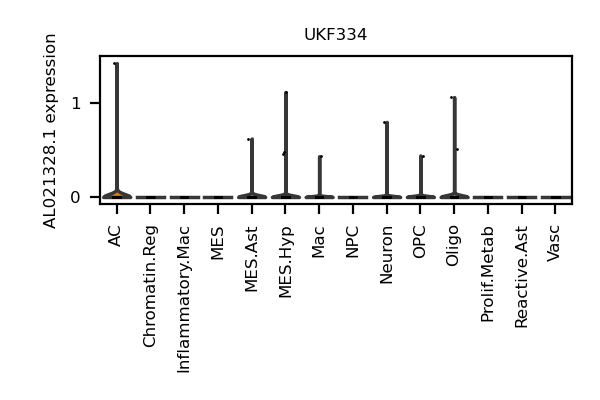 UKF334
AL021328.1 expression
1
0
AC
Chromatin.Reg
Inflammatory.Mac
MES
MES.Ast
MES.Hyp
Mac
NPC
Neuron
OPC
Oligo
Prolif.Metab
Reactive.Ast
Vasc